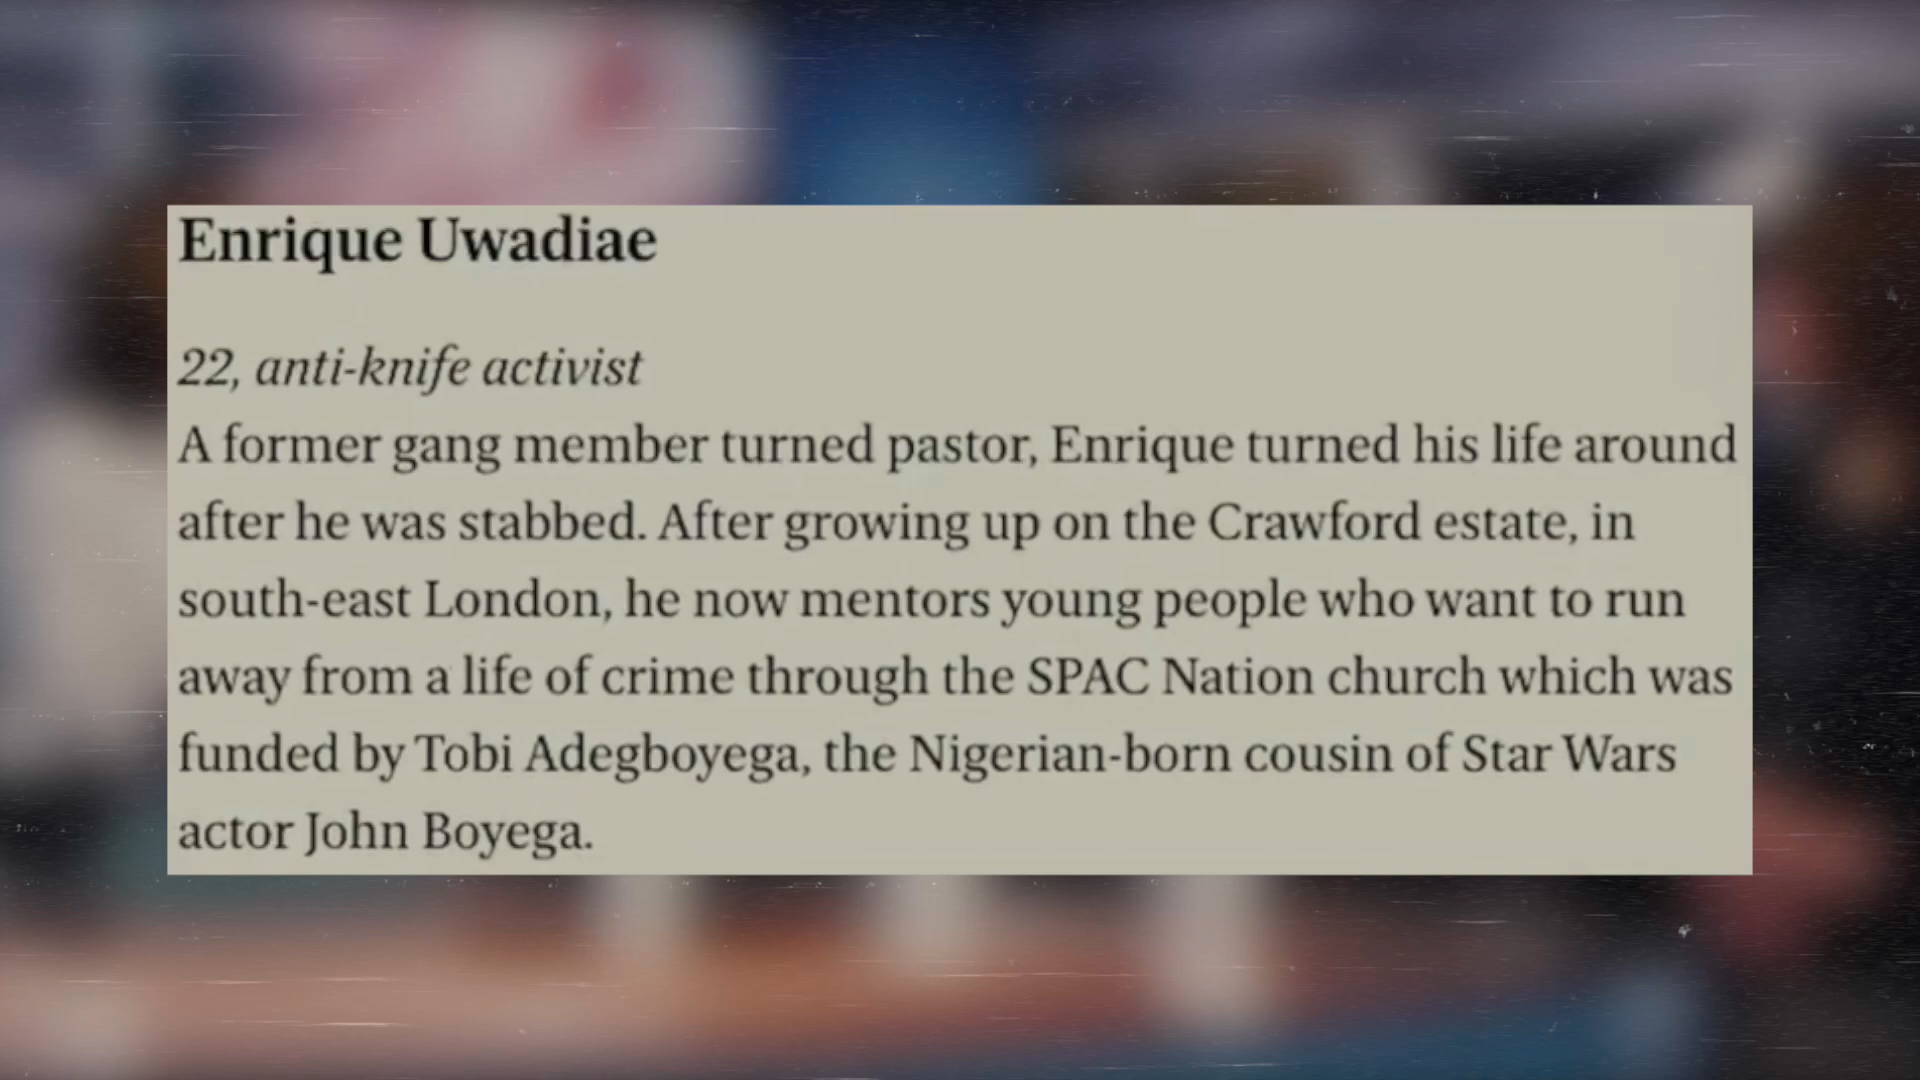 Enrique Uwadiae
22, anti-knife activist
A former gang member turned pastor, Enrique turned his life around
after he was stabbed. After growing up on the Crawford estate, in
south-east London, he now mentors young people who want to run
away from a life of crime through the SPAC Nation church which was
funded by Tobi Adegboyega, the Nigerian-born cousin of Star Wars
actor John Boyega.